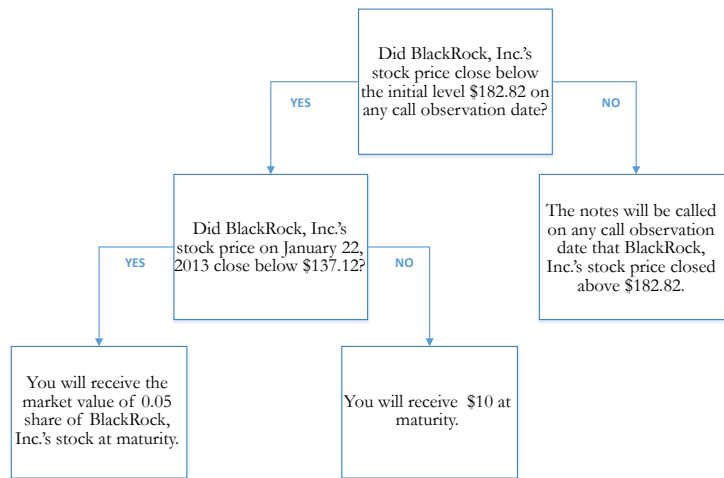 Did BlackRock, Inc.'s
stock price close below
the initial level $182.82 on
any call observation date?
YES
NO
Did BlackRock, Inc.'s
stock price on January 22,
2013 close below $137.12?
The notes will be called
on any call observation
date that BlackRock,
Inc.'s stock price closed
above $182.82.
YES
NO
You will receive the
market value of 0.05
share of BlackRock,
Inc.'s stock at maturity.
You will receive $10 at
maturity.